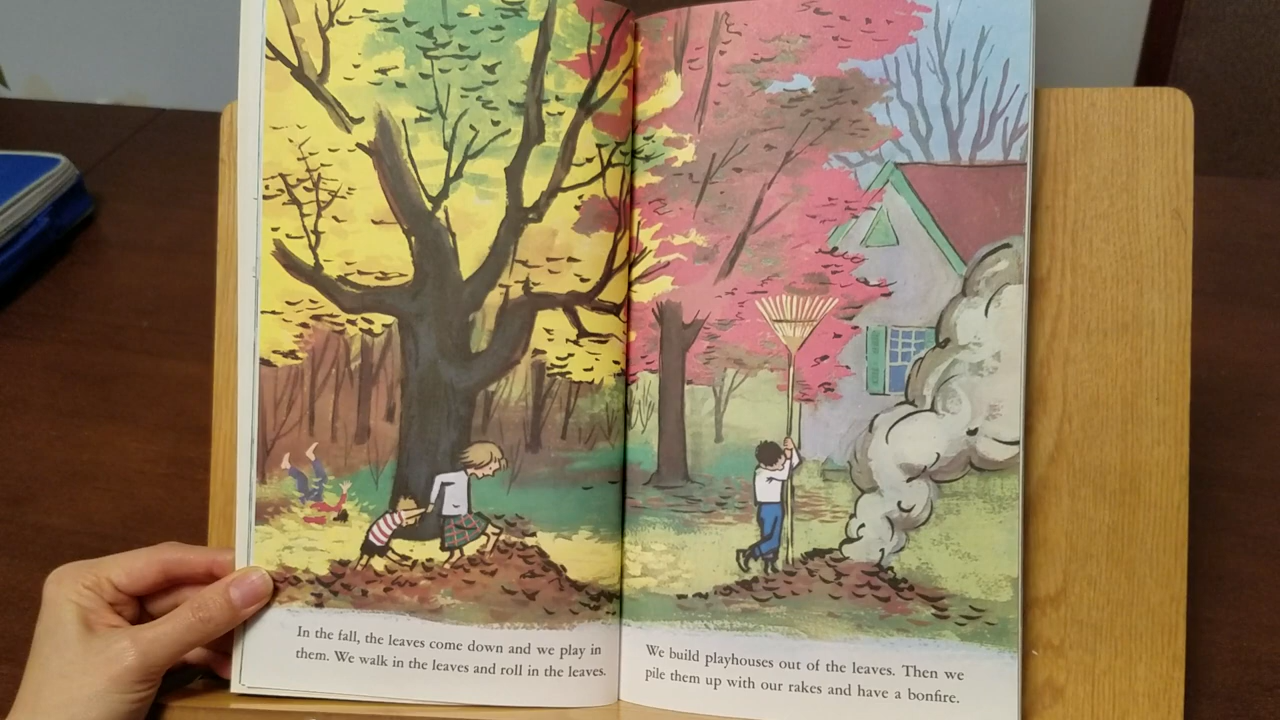 In the fall, the leaves come down and we play in
them. We walk in the leaves and roll in the leaves.
We build playhouses out of the leaves. Then we
pile them up with our rakes and have a bonfire.